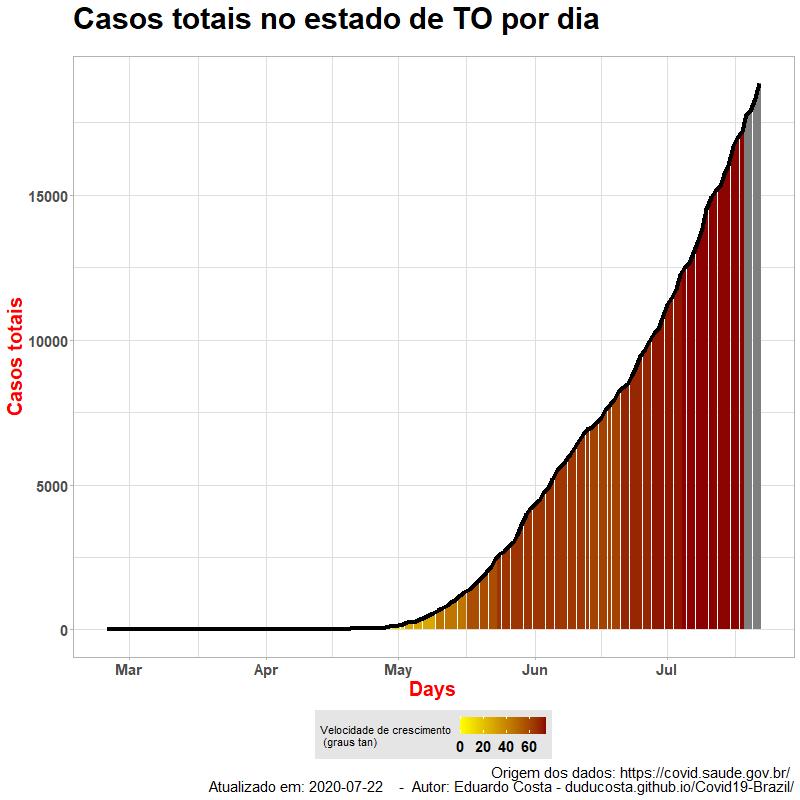 Casos totais no estado de TO por dia
Casos totais
15000
10000
5000
0
Mar Apr May Jun Jul
Days
Velocidade de crescimento
(graus tan)
0 20 40 60
Origem dos dados: https://covid.saude.gov.br/
Atualizado em: 2020-07-22 - Autor: Eduardo Costa - duducosta.github.io/Covid19-Brazil/